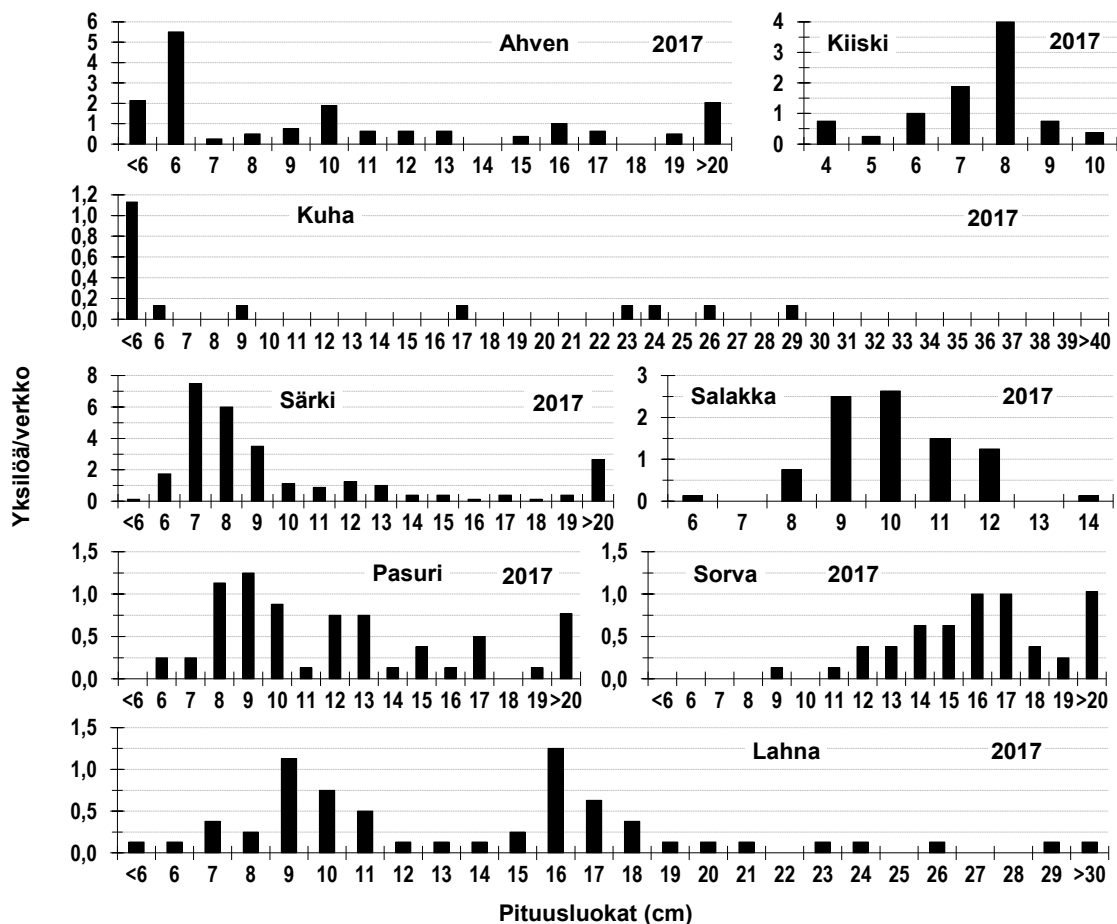 Yksilöä/verkko
Ahven 2017
6
5
4
3
2
1
0
<6 6 7 8 9 10 11 12 13 14 15 16 17 18 19 >20
Kiiski 2017
4
3
2
1
0
4 5 6 7 8 9 10
Kuha 2017
1,2
1,0
0,8
0,6
0,4
0,2
0,0
<6 6 7 8 9 10 11 12 13 14 15 16 17 18 19 20 21 22 23 24 25 26 27 28 29 30 31 32 33 34 35 36 37 38 39 >40
Särki 2017
8
6
4
2
0
<6 6 7 8 9 10 11 12 13 14 15 16 17 18 19 >20
Salakka 2017
3
2
1
0
6 7 8 9 10 11 12 13 14
Pasuri 2017
1,5
1,0
0,5
0,0
<6 6 7 8 9 10 11 12 13 14 15 16 17 18 19 >20
Sorva 2017
1,5
1,0
0,5
0,0
<6 6 7 8 9 10 11 12 13 14 15 16 17 18 19 >20
Lahna 2017
1,5
1,0
0,5
0,0
<6 6 7 8 9 10 11 12 13 14 15 16 17 18 19 20 21 22 23 24 25 26 27 28 29 >30
Pituusluokat (cm)